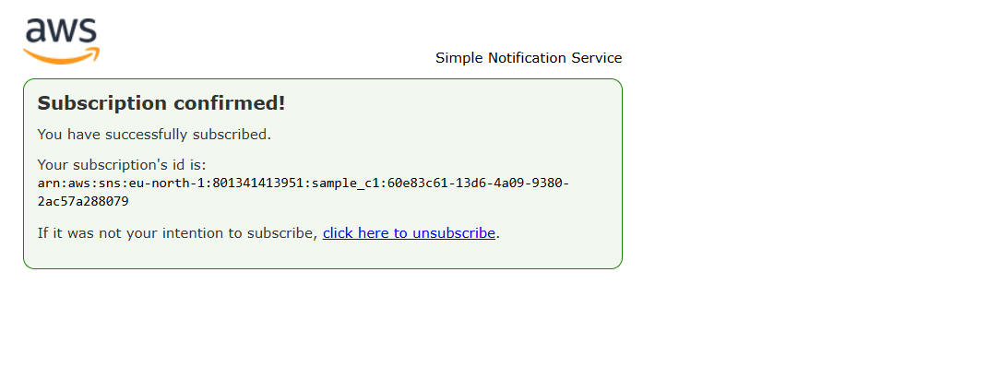 aws
Simple Notification Service
Subscription confirmed!
You have successfully subscribed.
Your subscription's id is:
arn:aws:sns:eu-north-1:801341413951:sample_c1:60e83c61-13d6-4a09-9380-
2ac57a288079
If it was not your intention to subscribe, click here to unsubscribe.